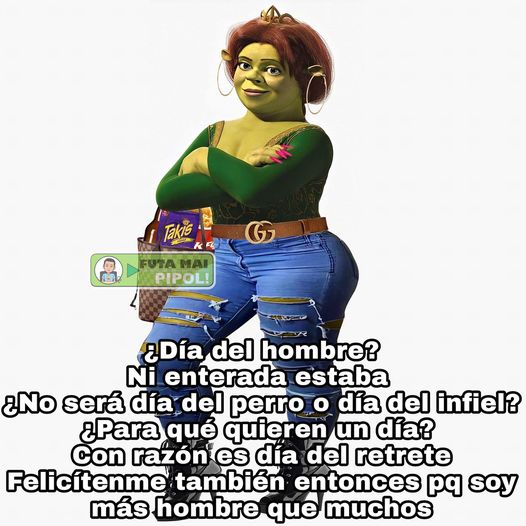 Takis
KFC
GG
FUTA MAI
PIPOL!
¿Día del hombre?
Ni enterada estaba
¿No será día del perro o día del infiel?
¿Para qué quieren un día?
Con razón es día del retrete
Felicítenme también entonces pq soy
más hombre que muchos